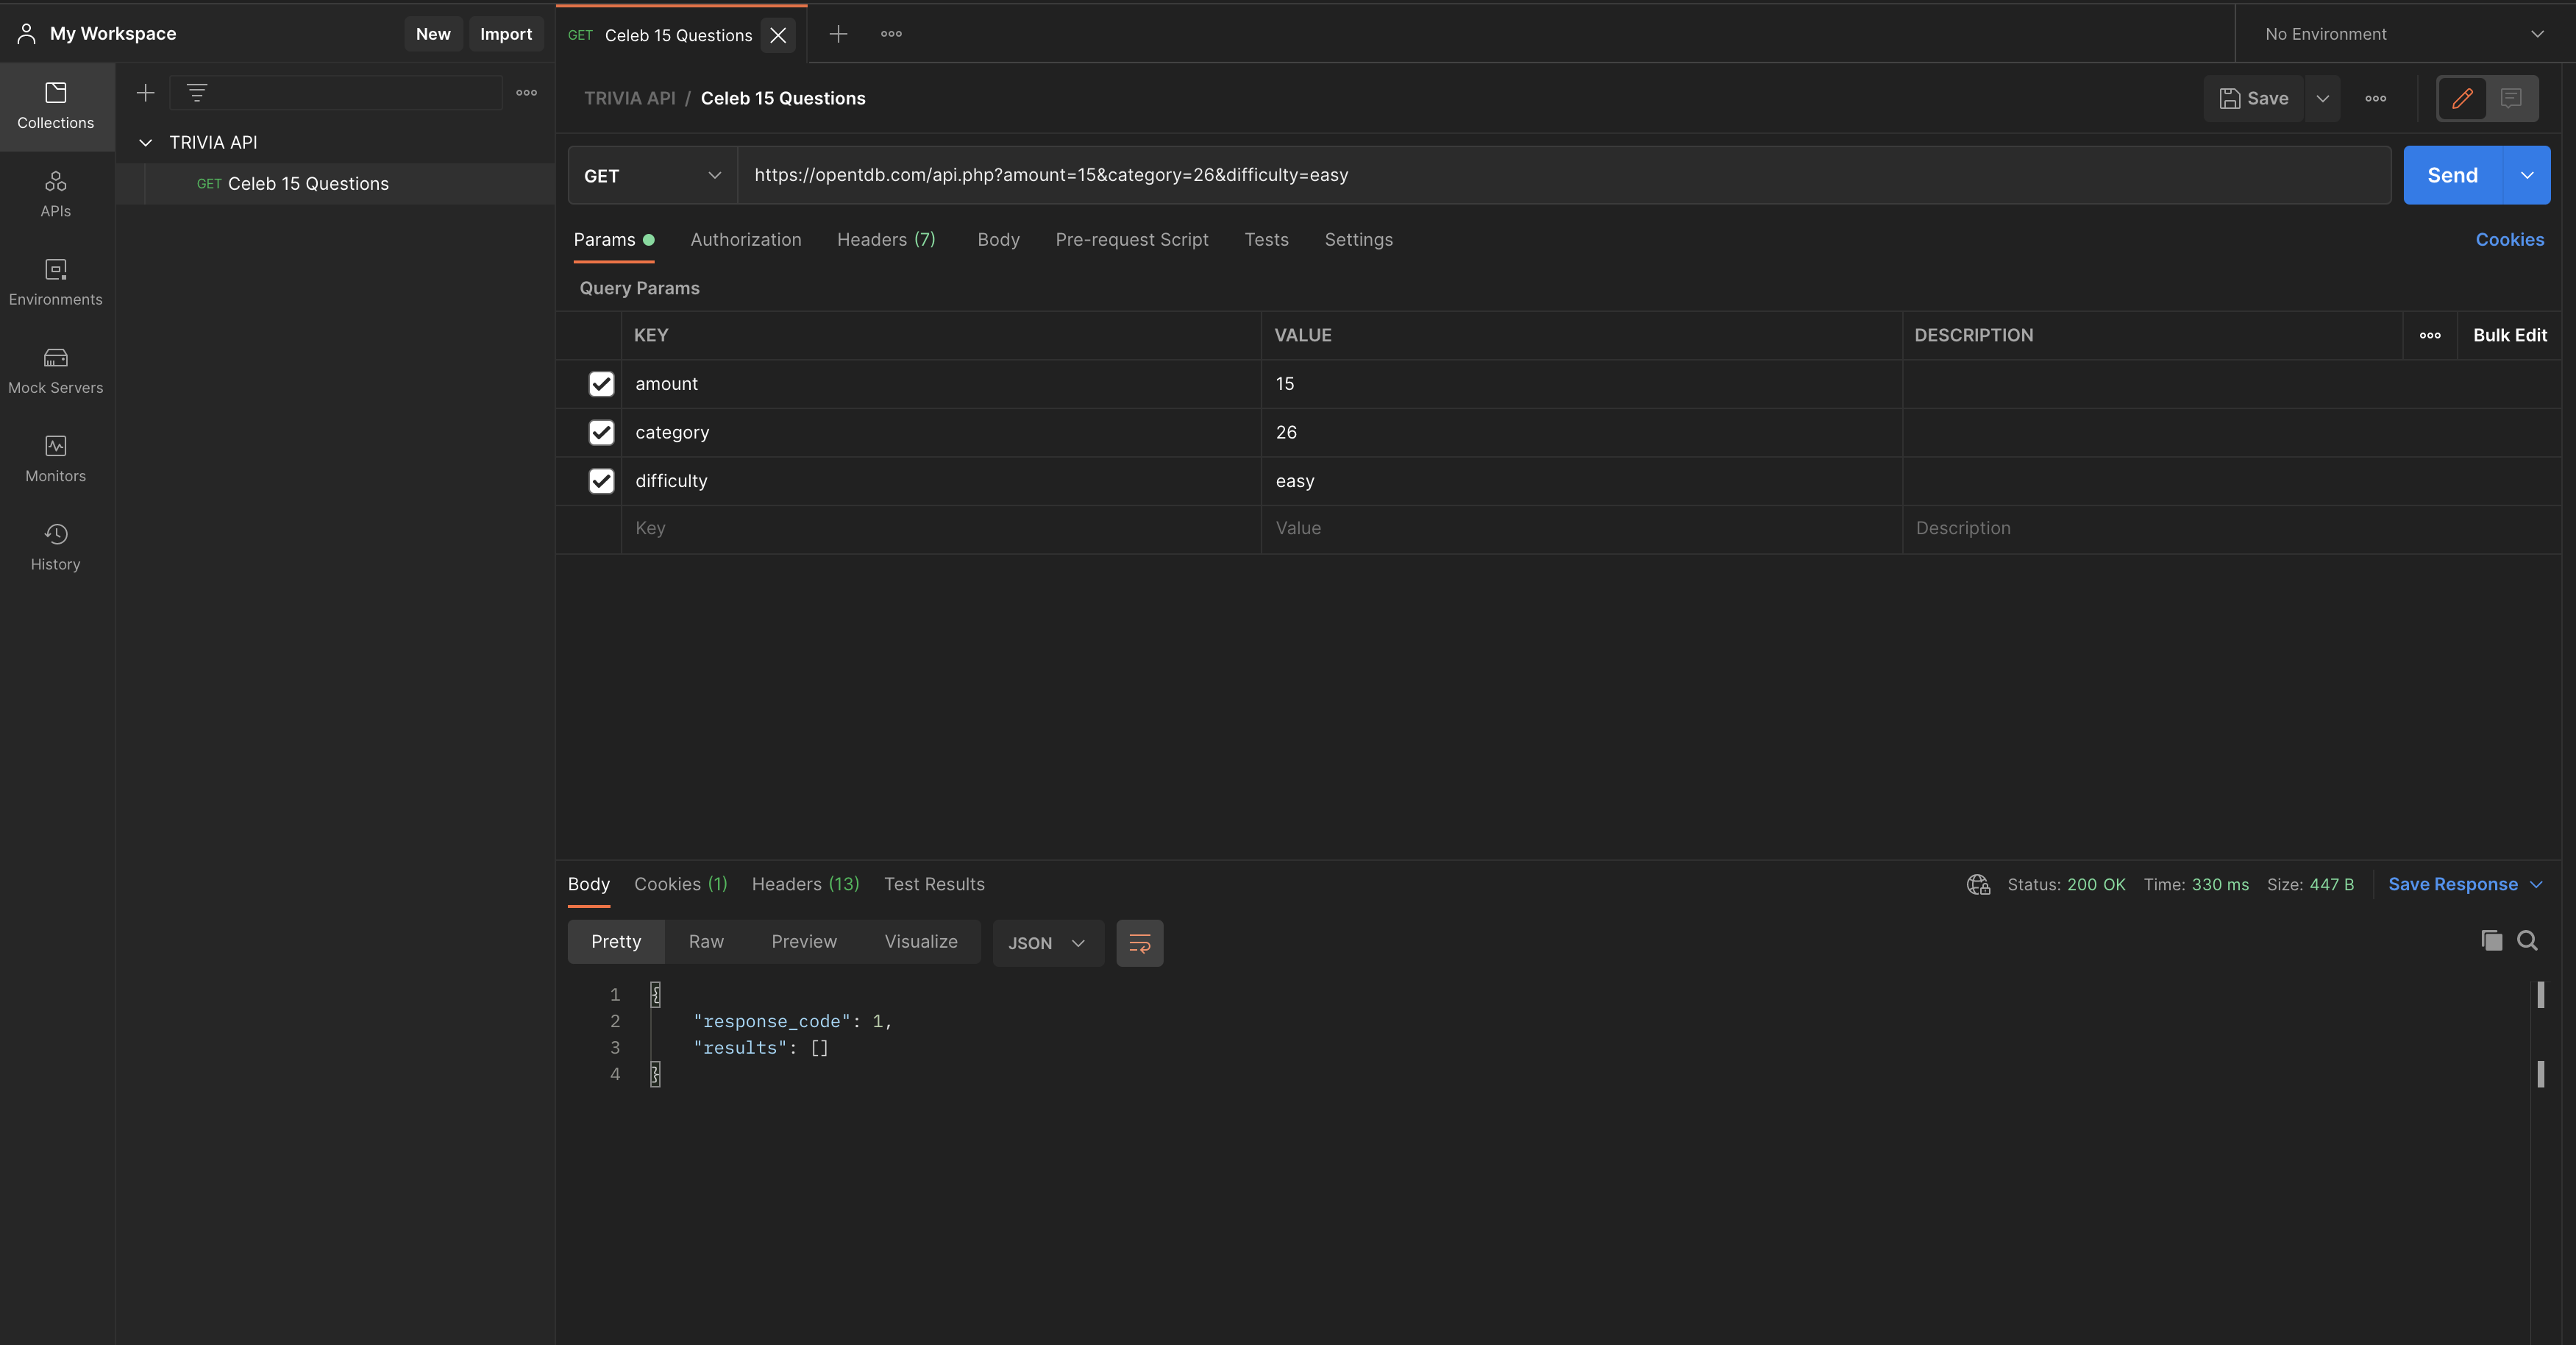 My Workspace
New
Import
GET Celeb 15 Questions
No Environment
Collections
APIs
Environments
Mock Servers
Monitors
History
TRIVIA API
GET Celeb 15 Questions
TRIVIA API / Celeb 15 Questions
Save
GET
https://opentdb.com/api.php?amount=15&category=26&difficulty=easy
Send
Params Authorization Headers (7) Body Pre-request Script Tests Settings Cookies
Query Params
KEY VALUE DESCRIPTION Bulk Edit
amount 15
category 26
difficulty easy
Key Value Description
Body Cookies (1) Headers (13) Test Results Status: 200 OK Time: 330 ms Size: 447 B Save Response
Pretty Raw Preview Visualize JSON
1 {
2 "response_code": 1,
3 "results": []
4 }